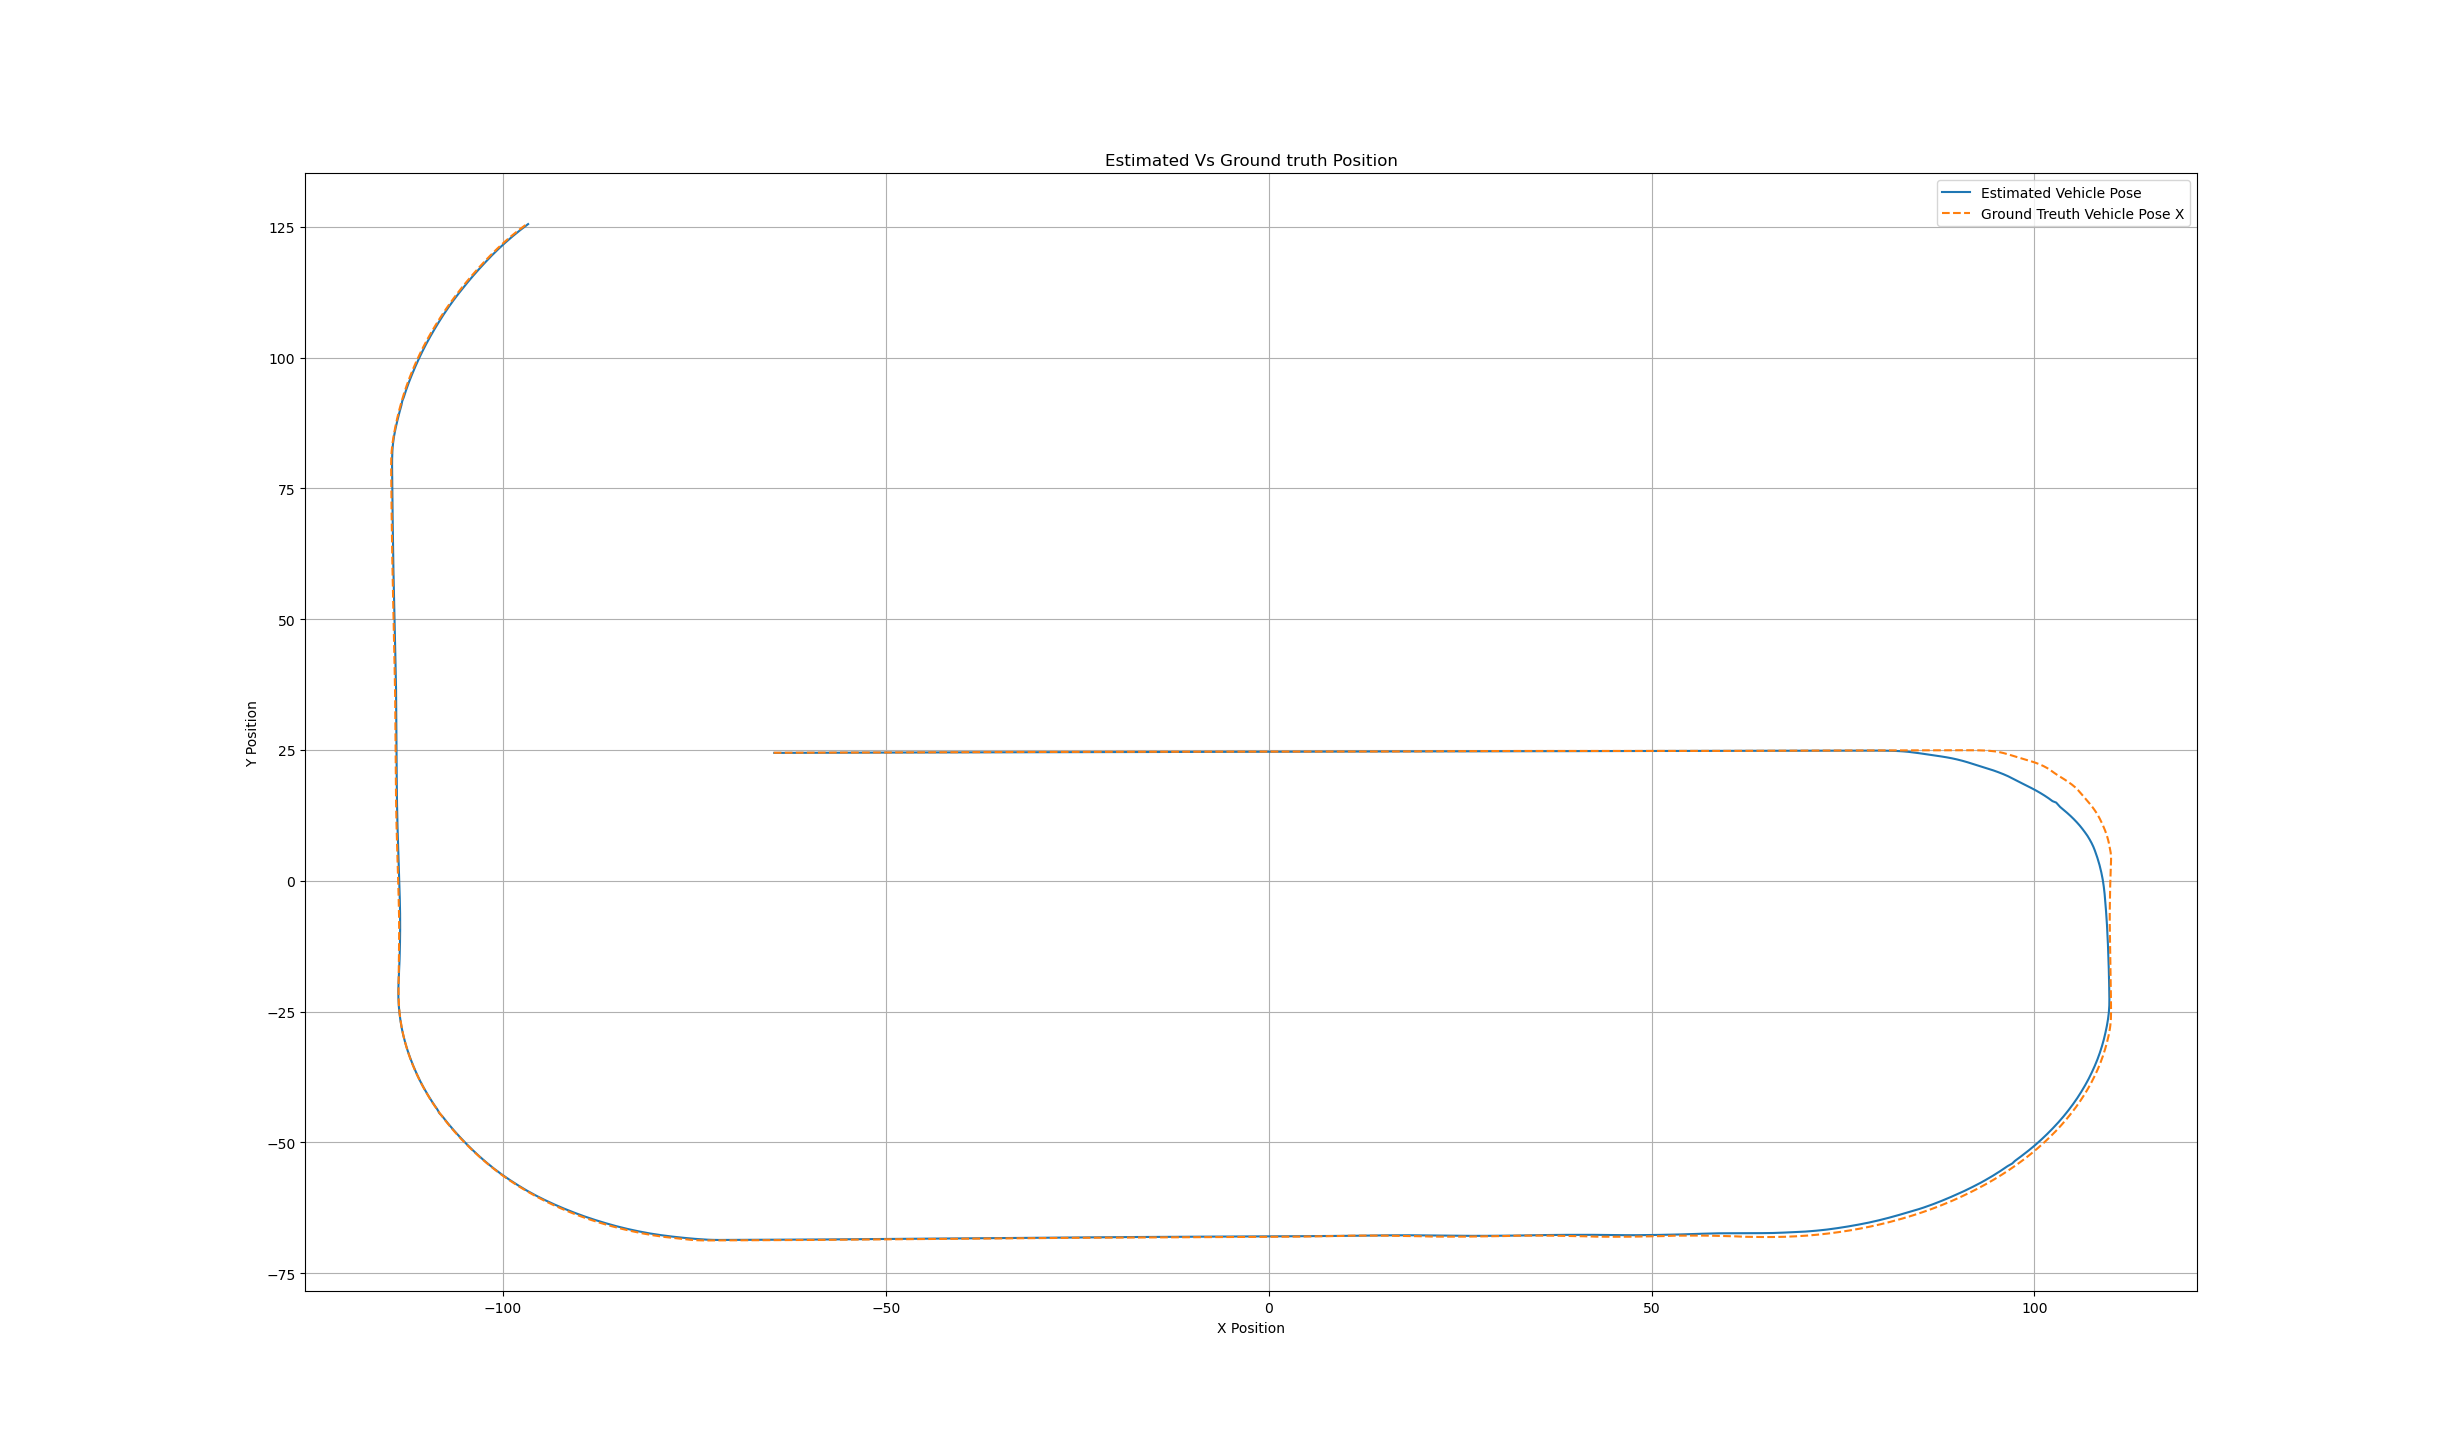 Estimated Vs Ground truth Position
Estimated Vehicle Pose
Ground Treuth Vehicle Pose X
125
100
75
50
25
0
−25
−50
−75
Y Position
−100
−50
0
50
100
X Position